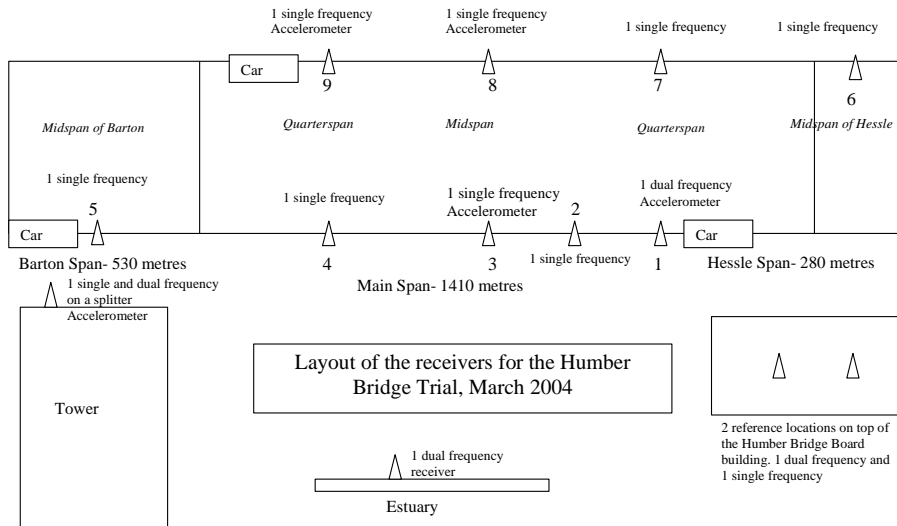 1 single frequency
Accelerometer
1 single frequency
Accelerometer
1 single frequency
1 single frequency
Car
9
8
7
6
Midspan of Barton
Quarterspan
Midspan
Quarterspan
Midspan of Hessle
1 single frequency
5
1 single frequency
1 single frequency
Accelerometer
2
1 dual frequency
Accelerometer
Car
Car
4
3
1 single frequency
1
Barton Span- 530 metres
Main Span- 1410 metres
Hessle Span- 280 metres
1 single and dual frequency
on a splitter
Accelerometer
Tower
Layout of the receivers for the Humber
Bridge Trial, March 2004
2 reference locations on top of
the Humber Bridge Board
building. 1 dual frequency and
1 single frequency
1 dual frequency
receiver
Estuary